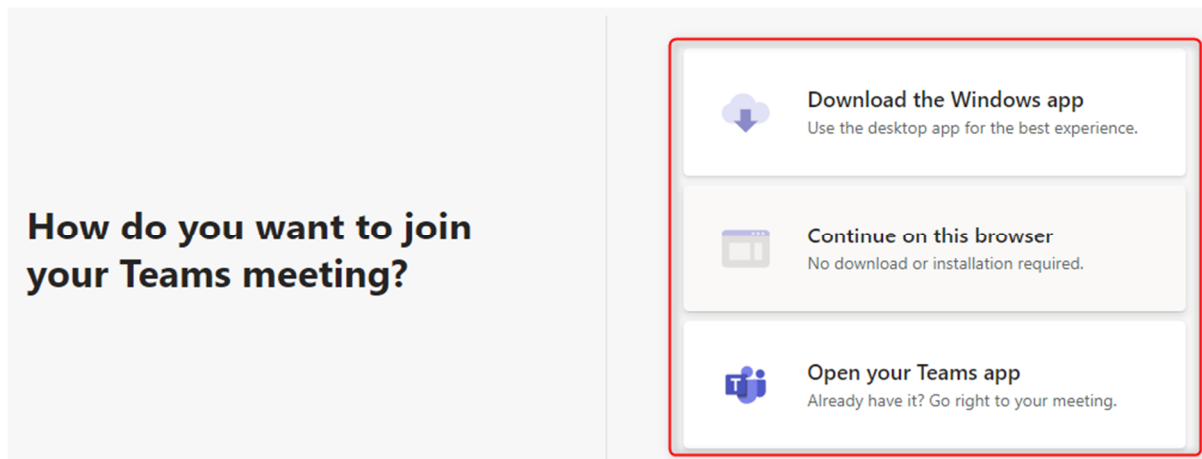 How do you want to join
your Teams meeting?
Download the Windows app
Use the desktop app for the best experience.
Continue on this browser
No download or installation required.
T
Open your Teams app
Already have it? Go right to your meeting.